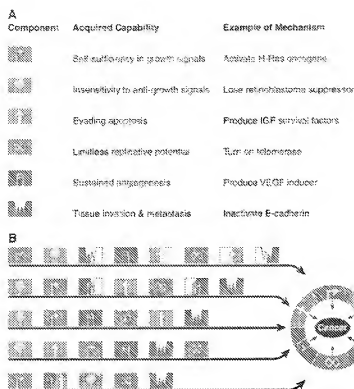 A
Component Acquired Capability Example of Mechanism
Self sufficiency in growth signals Activate H-Ras oncogene
Insensitivity to anti-growth signals Lose retinoblastoma suppressor
Evading apoptosis Produce IGF survival factors
Limitless replicative potential Turn on telomerase
Sustained angiogenesis Produce VEGF inducer
Tissue invasion & metastasis Inactivate E-cadherin
B
Cancer